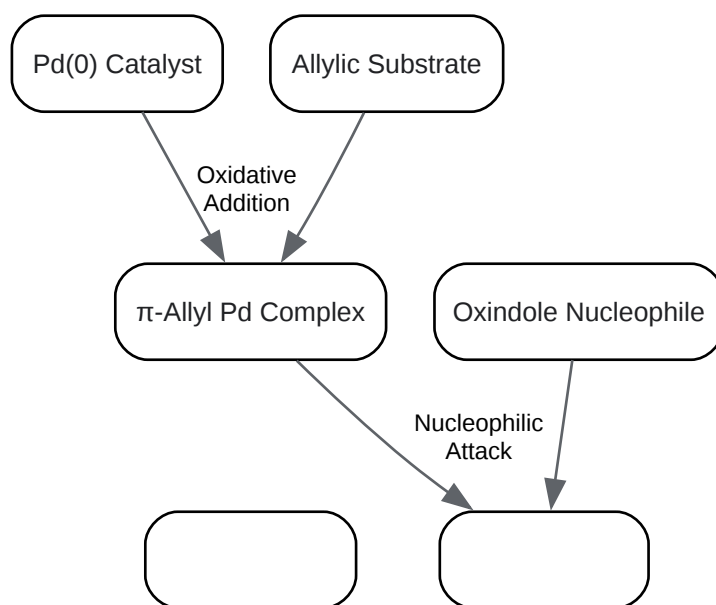 Pd(0) Catalyst
Allylic Substrate
Oxidative
Addition
π-Allyl Pd Complex
Oxindole Nucleophile
Nucleophilic
Attack